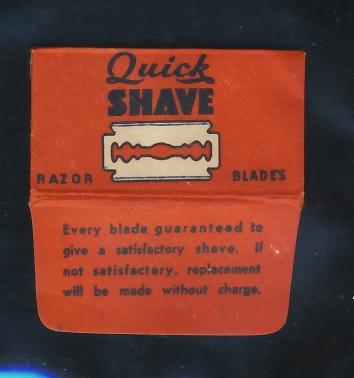 Quick
SHAVE
RAZOR BLADES
Every blade guaranteed to
give a satisfactory shave. If
not satisfactory, replacement
will be made without charge.